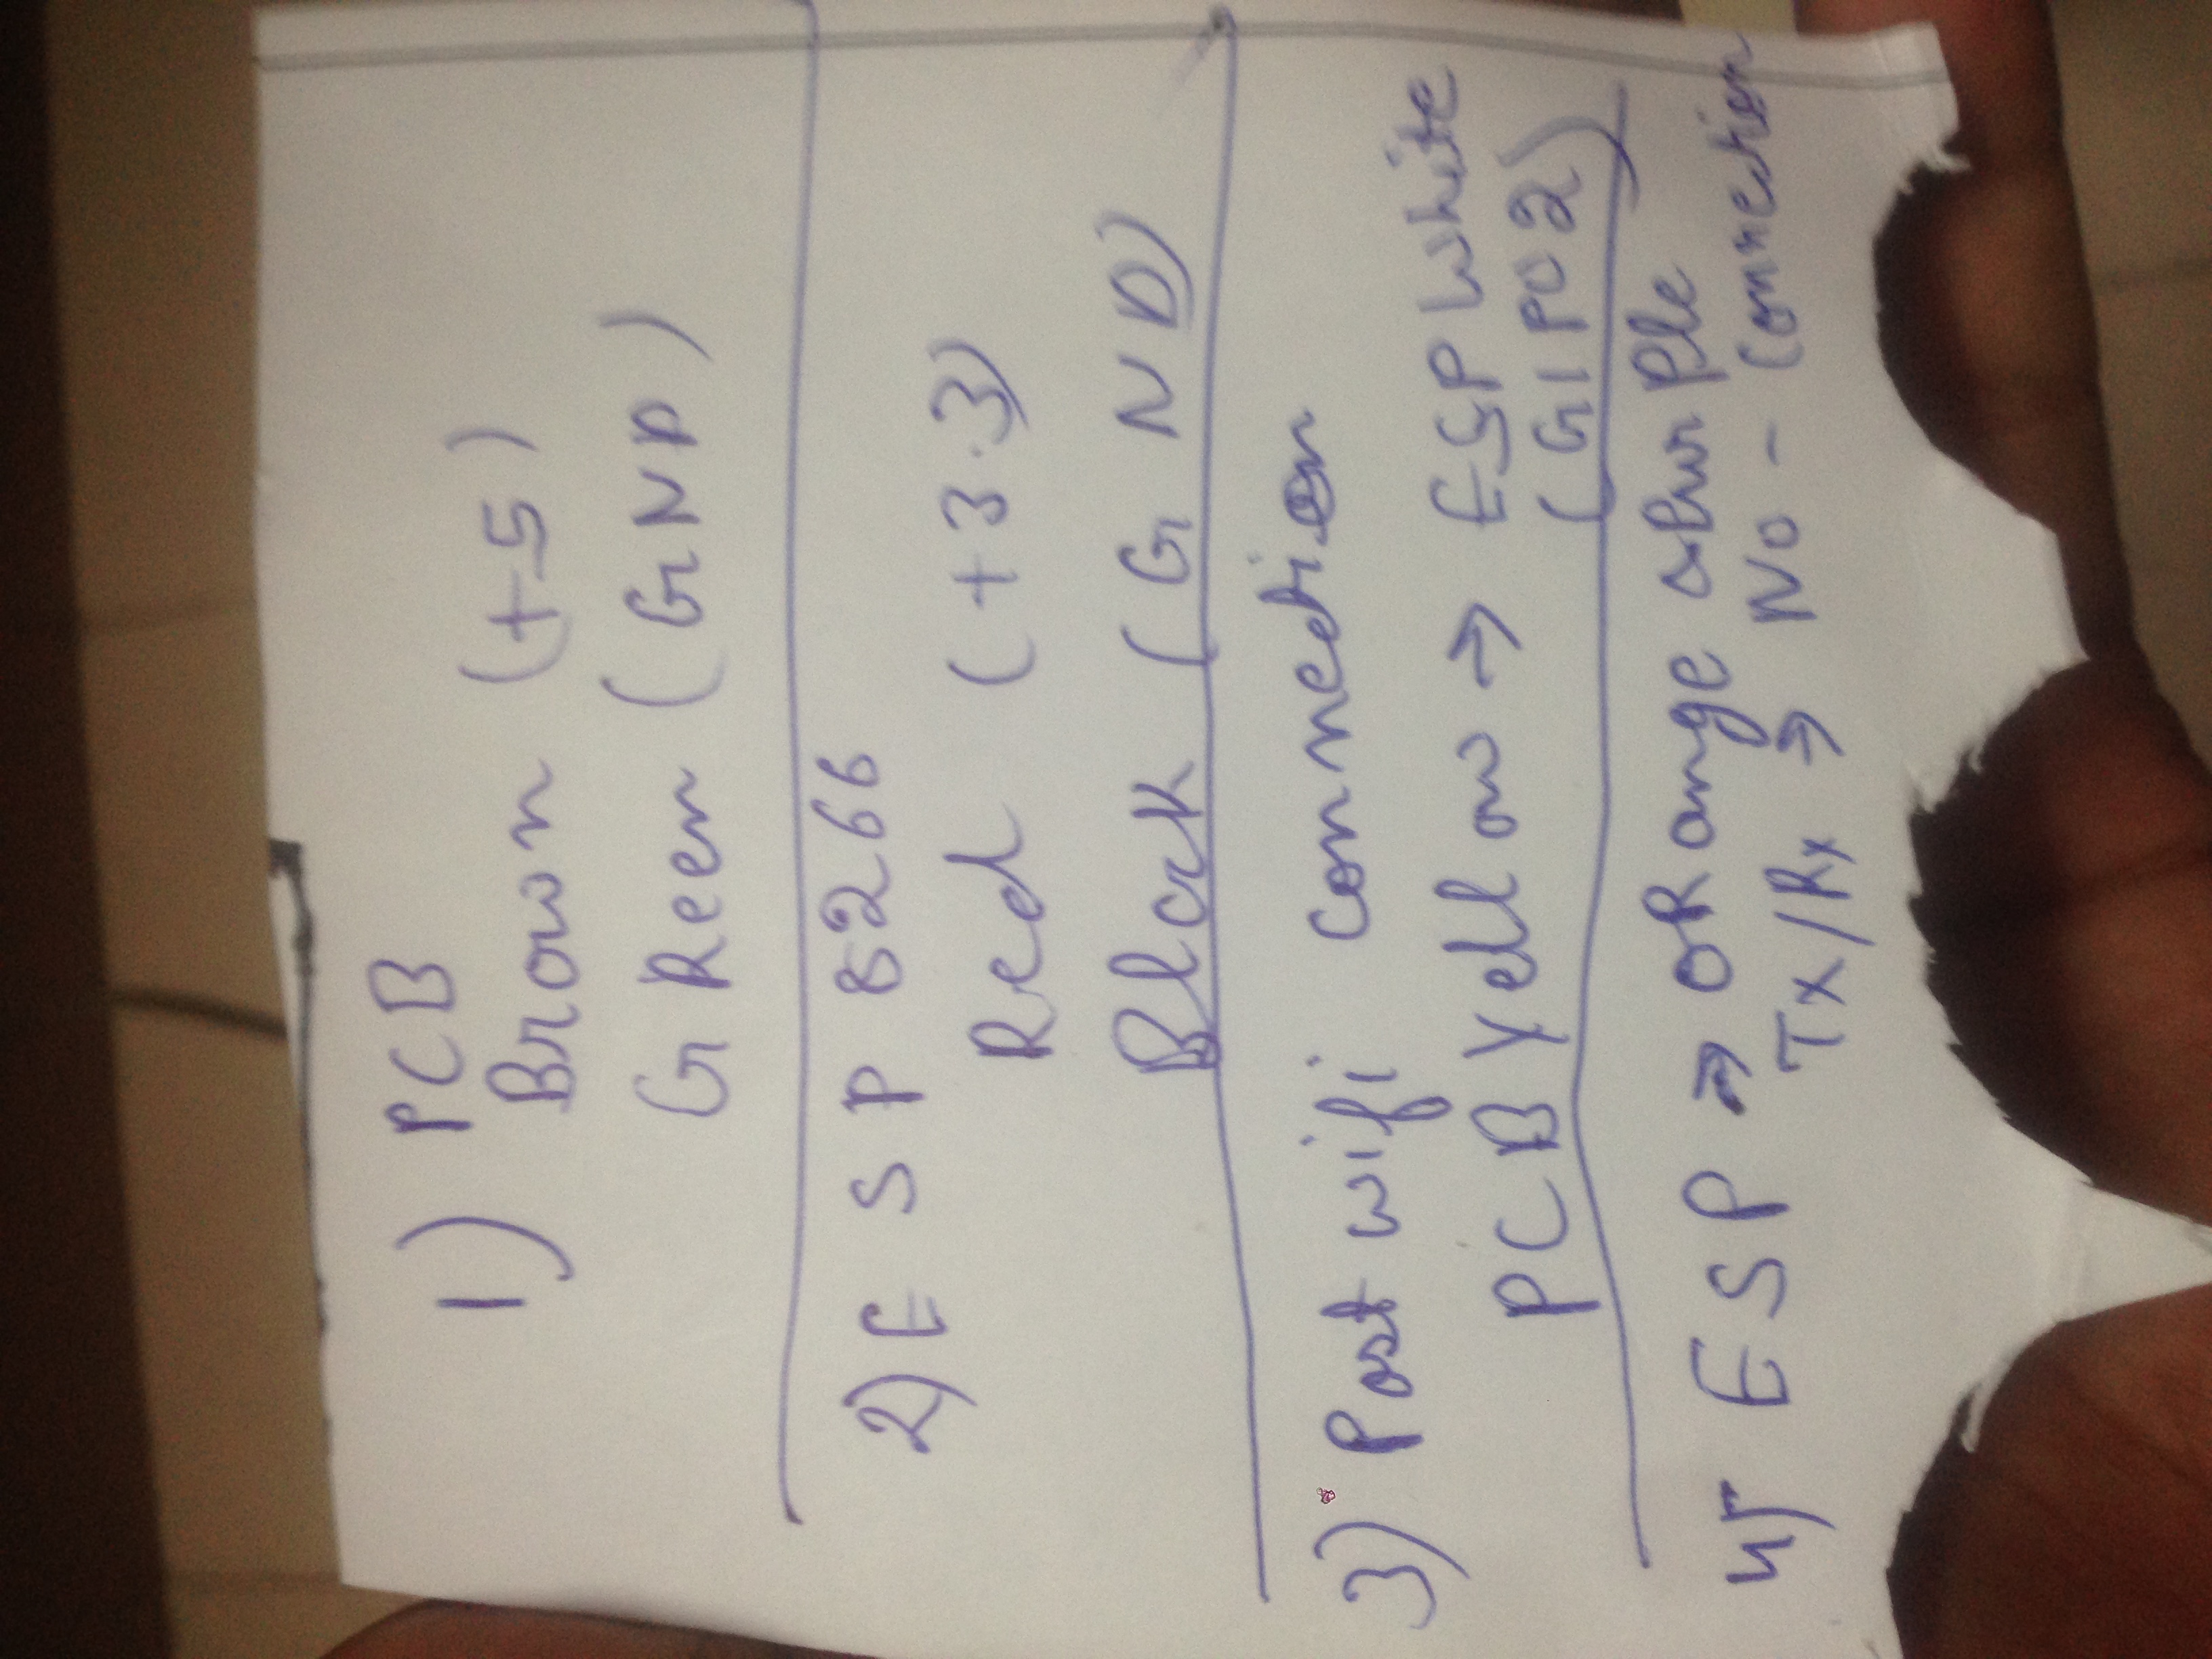 1) PCB
Brown (+5)
GReen (GND)
2) ESP 8266
Red (+3.3)
Black (GND)
3) Post wifi connection
PCB Yellow → ESP White
(GIPO2)
4) ESP → ORange & Purple
Tx/Rx → No - Connection